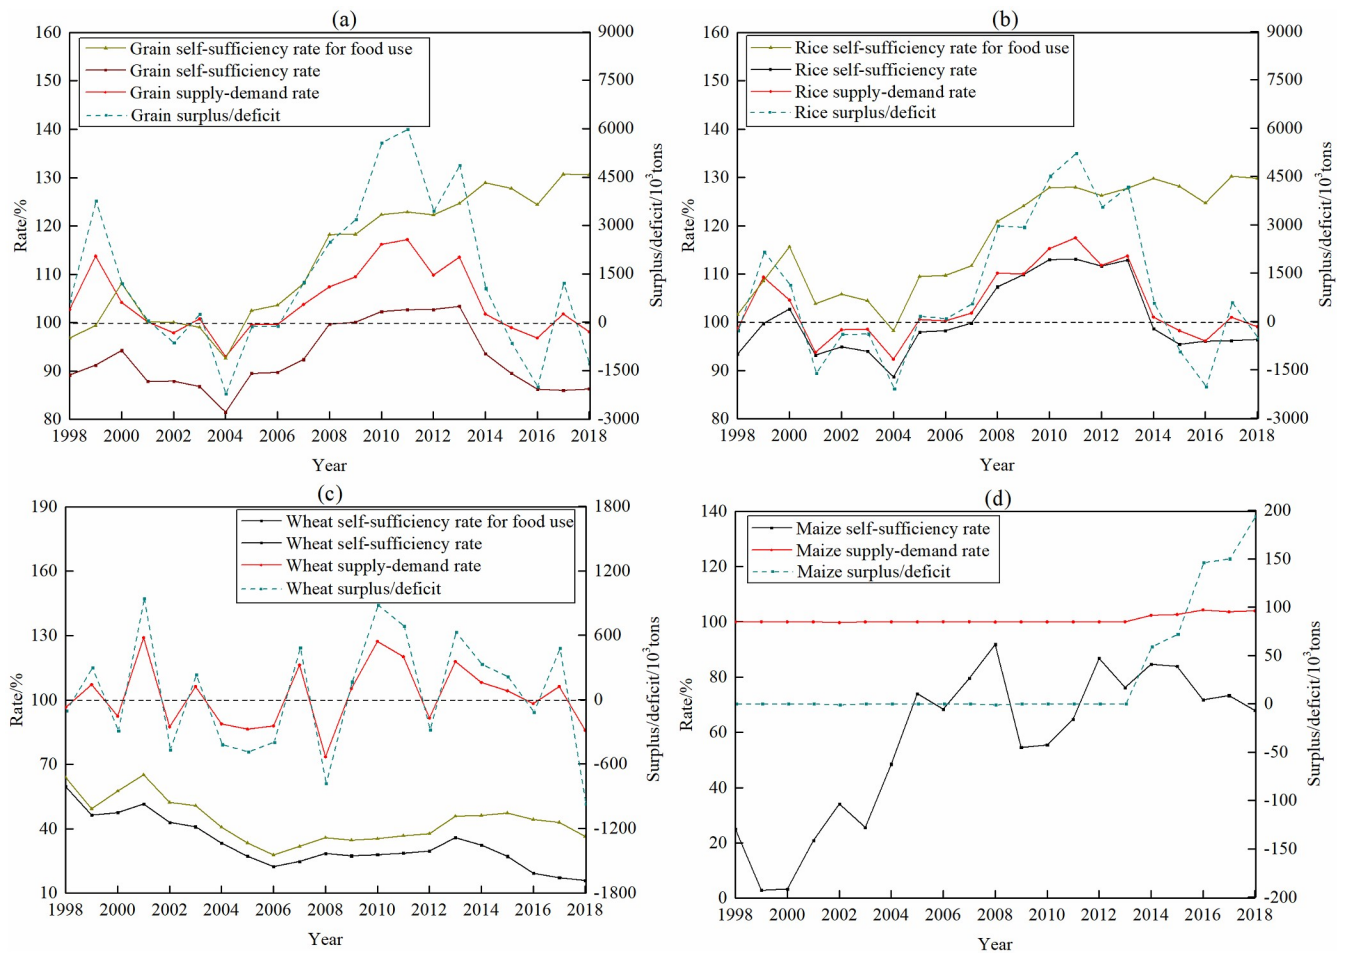 (a)
160
150
140
130
120
110
100
90
80
9000
7500
6000
4500
3000
1500
0
-1500
-3000
Rate/%
Surplus/deficit/10³tons
Grain self-sufficiency rate for food use
Grain self-sufficiency rate
Grain supply-demand rate
Grain surplus/deficit
1998 2000 2002 2004 2006 2008 2010 2012 2014 2016 2018
Year
(b)
160
150
140
130
120
110
100
90
80
9000
7500
6000
4500
3000
1500
0
-1500
-3000
Rate/%
Surplus/deficit/10³tons
Rice self-sufficiency rate for food use
Rice self-sufficiency rate
Rice supply-demand rate
Rice surplus/deficit
1998 2000 2002 2004 2006 2008 2010 2012 2014 2016 2018
Year
(c)
190
160
130
100
70
40
10
1800
1200
600
0
-600
-1200
-1800
Rate/%
Surplus/deficit/10³tons
Wheat self-sufficiency rate for food use
Wheat self-sufficiency rate
Wheat supply-demand rate
Wheat surplus/deficit
1998 2000 2002 2004 2006 2008 2010 2012 2014 2016 2018
Year
(d)
140
120
100
80
60
40
20
0
200
150
100
50
0
-50
-100
-150
-200
Rate/%
Surplus/deficit/10³tons
Maize self-sufficiency rate
Maize supply-demand rate
Maize surplus/deficit
1998 2000 2002 2004 2006 2008 2010 2012 2014 2016 2018
Year